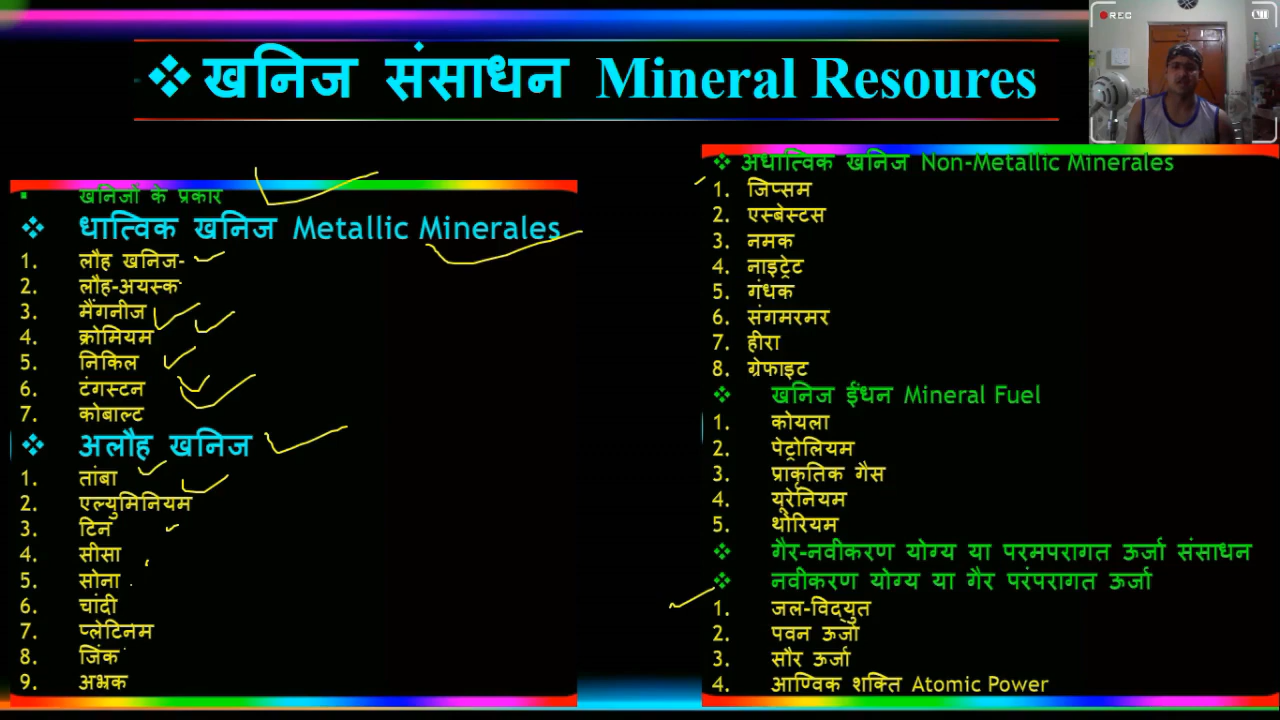 ❖ खनिज संसाधन Mineral Resoures
REC
▪ खनिजों के प्रकार
❖ धात्विक खनिज Metallic Minerales
1. लौह खनिज-
2. लौह-अयस्क
3. मैंगनीज
4. क्रोमियम
5. निकिल
6. टंगस्टन
7. कोबाल्ट
❖ अलौह खनिज
1. तांबा
2. एल्युमिनियम
3. टिन
4. सीसा
5. सोना
6. चांदी
7. प्लेटिनम
8. जिंक
9. अभ्रक
❖ अधात्विक खनिज Non-Metallic Minerales
1. जिप्सम
2. एस्बेस्टस
3. नमक
4. नाइट्रेट
5. गंधक
6. संगमरमर
7. हीरा
8. ग्रेफाइट
❖ खनिज ईंधन Mineral Fuel
1. कोयला
2. पेट्रोलियम
3. प्राकृतिक गैस
4. यूरेनियम
5. थोरियम
❖ गैर-नवीकरण योग्य या परमपरागत ऊर्जा संसाधन
❖ नवीकरण योग्य या गैर परंपरागत ऊर्जा
1. जल-विद्युत
2. पवन ऊर्जा
3. सौर ऊर्जा
4. आण्विक शक्ति Atomic Power